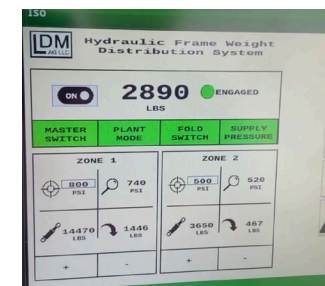 Iso
LDM
AG LLC
Hydraulic Frame Weight
Distribution System
ON
2890
ENGAGED
LBS
MASTER SWITCH
PLANT MODE
FOLD SWITCH
SUPPLY PRESSURE
ZONE 1
800 PSI
740 PSI
14470 LBS
1446 LBS
+ -
ZONE 2
500 PSI
520 PSI
3650 LBS
467 LBS
+ -